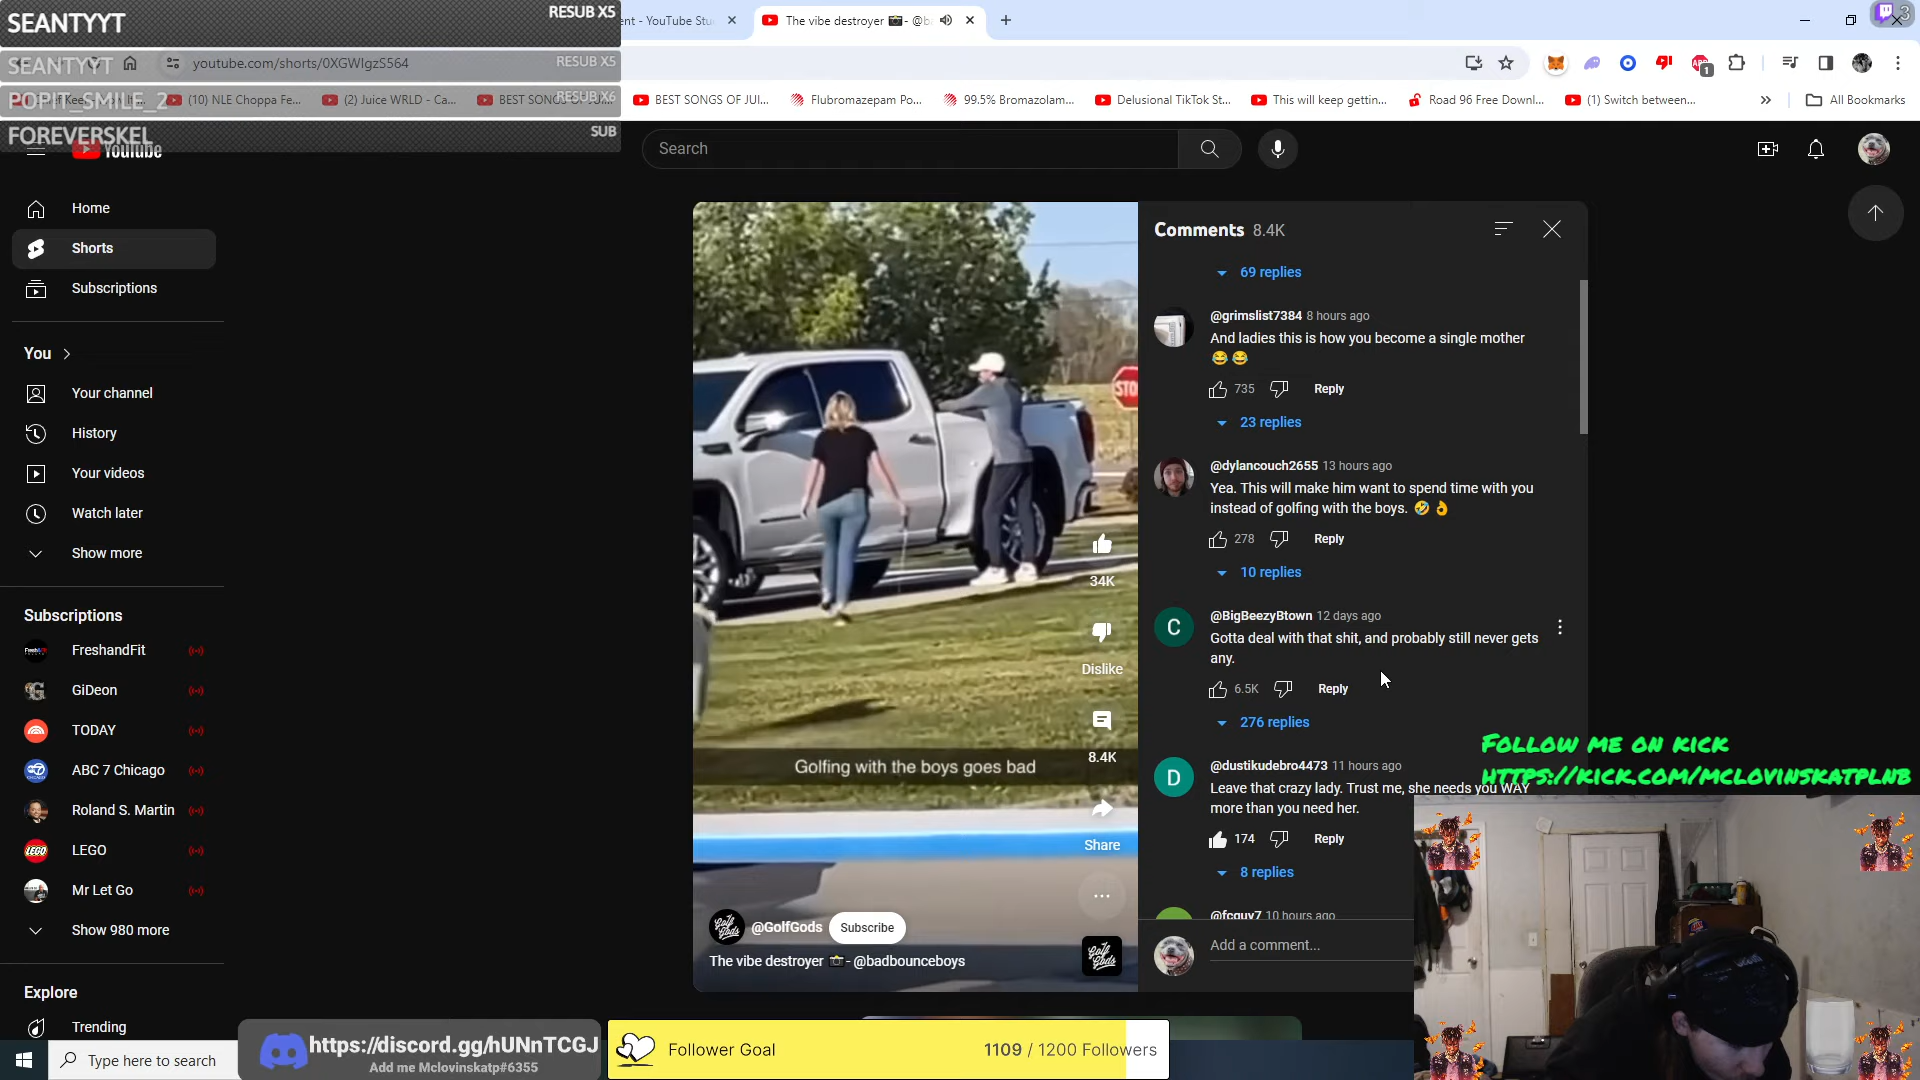 SEANTYYT
RESUB X5
SEANTYYT
RESUB X5
POPIT_SMILE_2
RESUB X6
FOREVERSKEL
SUB
The vibe destroyer
youtube.com/shorts/0XGWIgzS564
(10) NLE Choppa Fe...
(2) Juice WRLD - Ca...
BEST SONGS OF JUI...
Flubromazepam Po...
99.5% Bromazolam...
Delusional TikTok St...
This will keep gettin...
Road 96 Free Downl...
(1) Switch between...
All Bookmarks
YouTube
Search
Home
Shorts
Subscriptions
You
Your channel
History
Your videos
Watch later
Show more
Subscriptions
FreshandFit
GiDeon
TODAY
ABC 7 Chicago
Roland S. Martin
LEGO
Mr Let Go
Show 980 more
Explore
Trending
STO
34K
Dislike
8.4K
Share
Golfing with the boys goes bad
@GolfGods
Subscribe
The vibe destroyer 📸- @badbounceboys
Golf Gods
Comments 8.4K
69 replies
@grimslist7384 8 hours ago
And ladies this is how you become a single mother
😂😂
735
Reply
23 replies
@dylancouch2655 13 hours ago
Yea. This will make him want to spend time with you
instead of golfing with the boys. 🤣👌
278
Reply
10 replies
C
@BigBeezyBtown 12 days ago
Gotta deal with that shit, and probably still never gets
any.
6.5K
Reply
276 replies
D
@dustikudebro4473 11 hours ago
Leave that crazy lady. Trust me, she needs you WAY
more than you need her.
174
Reply
8 replies
@fcguy7 10 hours ago
Add a comment...
Follow me on kick
https://kick.com/mclovinskatplnb
Type here to search
https://discord.gg/hUNnTCGJ
Add me Mclovinskatp#6355
Follower Goal
1109 / 1200 Followers